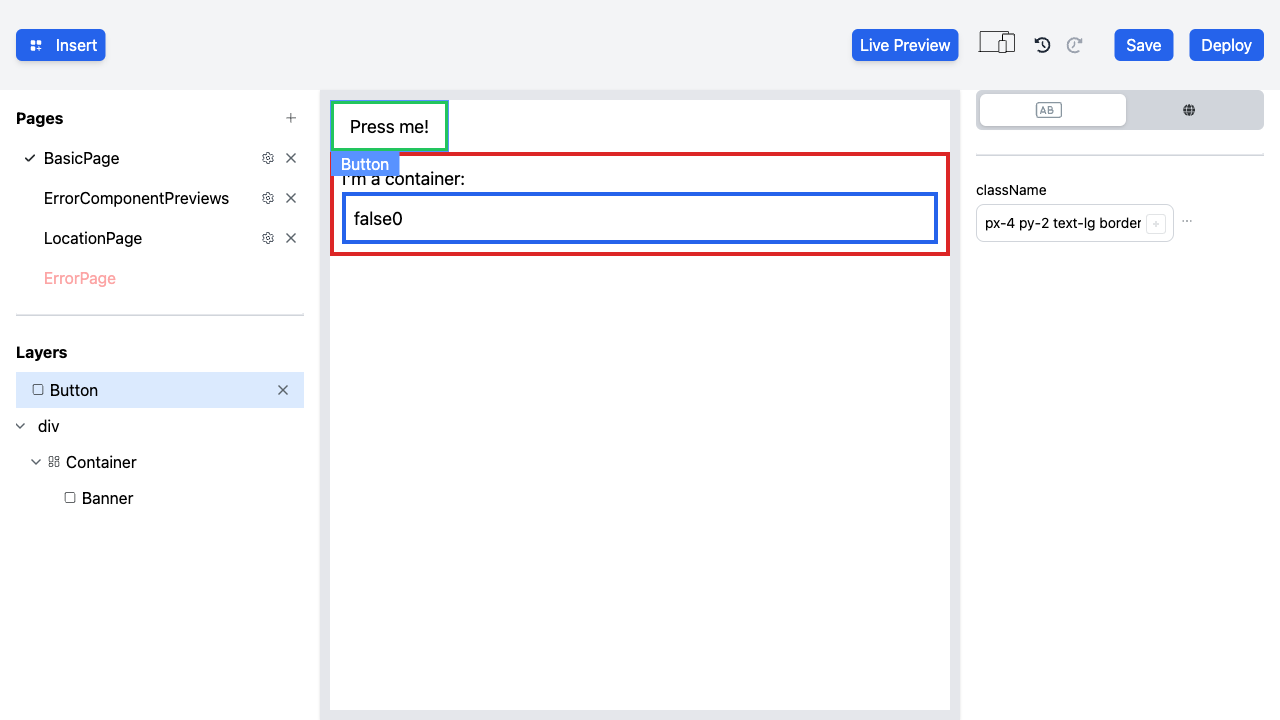 Insert
Live Preview
Save
Deploy
Pages
BasicPage
ErrorComponentPreviews
LocationPage
ErrorPage
Layers
Button
div
Container
Banner
Press me!
Button
I'm a container:
false0
AB
className
px-4 py-2 text-lg border